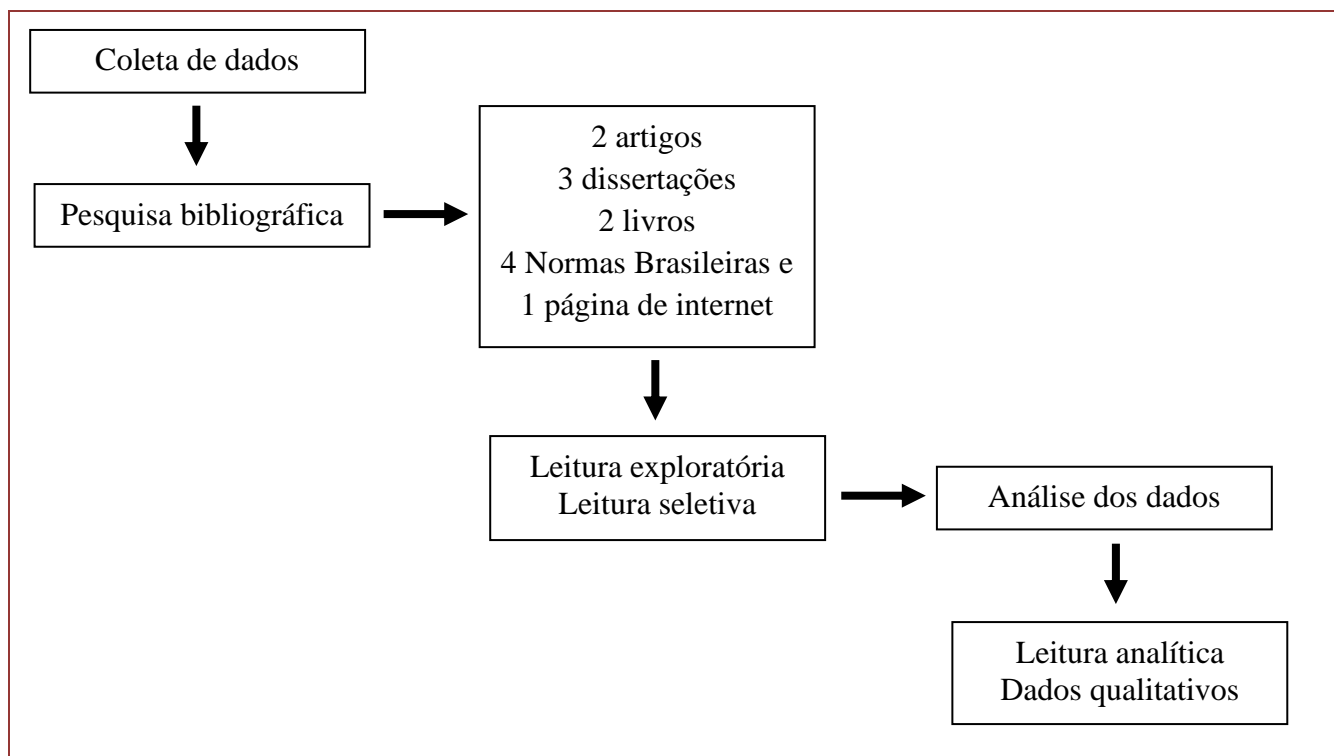 Coleta de dados
Pesquisa bibliográfica
2 artigos
3 dissertações
2 livros
4 Normas Brasileiras e
1 página de internet
Leitura exploratória
Leitura seletiva
Análise dos dados
Leitura analítica
Dados qualitativos